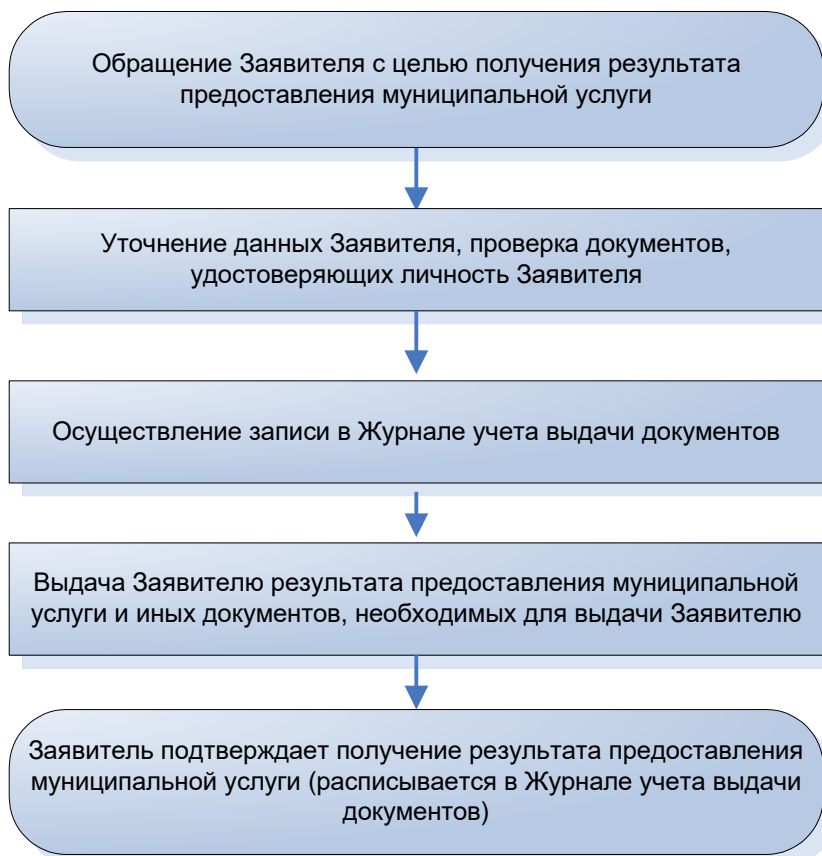 Обращение Заявителя с целью получения результата
предоставления муниципальной услуги
Уточнение данных Заявителя, проверка документов,
удостоверяющих личность Заявителя
Осуществление записи в Журнале учета выдачи документов
Выдача Заявителю результата предоставления муниципальной
услуги и иных документов, необходимых для выдачи Заявителю
Заявитель подтверждает получение результата предоставления
муниципальной услуги (расписывается в Журнале учета выдачи
документов)